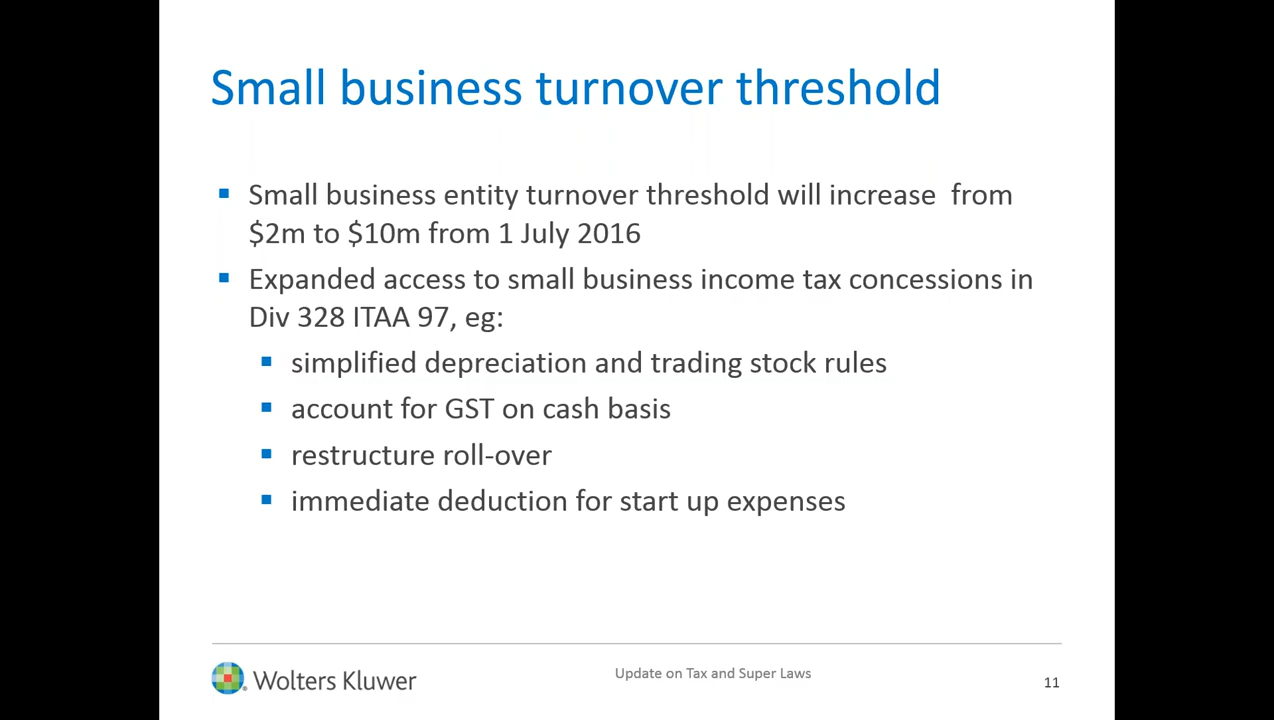 Small business turnover threshold
▪ Small business entity turnover threshold will increase  from
$2m to $10m from 1 July 2016
▪ Expanded access to small business income tax concessions in
Div 328 ITAA 97, eg:
▪ simplified depreciation and trading stock rules
▪ account for GST on cash basis
▪ restructure roll-over
▪ immediate deduction for start up expenses
Wolters Kluwer
Update on Tax and Super Laws
11